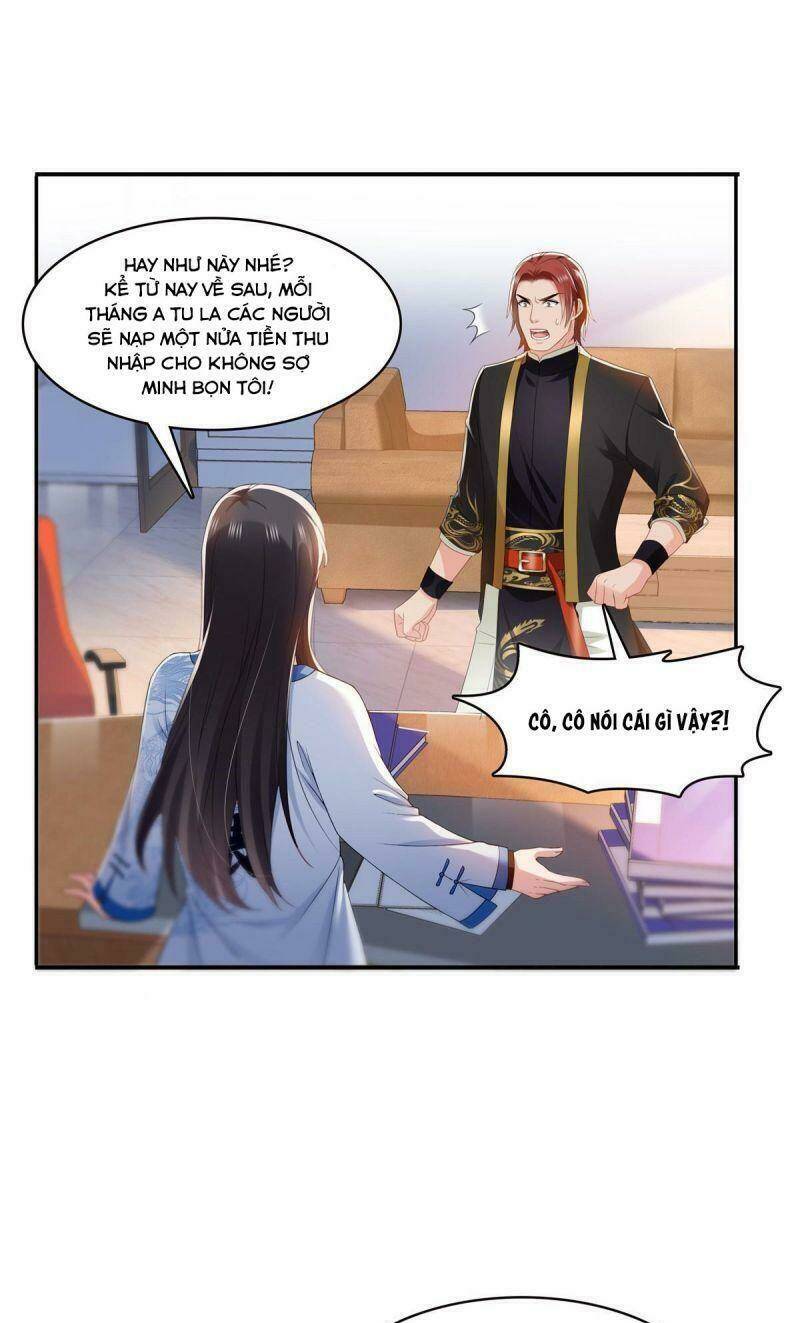 HAY NHƯ NÀY NHÉ?
KỂ TỪ NAY VỀ SAU, MỖI
THÁNG A TU LA CÁC NGƯỜI
SẼ NẠP MỘT NỬA TIỀN THU
NHẬP CHO KHÔNG SỢ
MINH BỌN TÔI!
CÔ, CÔ NÓI CÁI GÌ VẬY?!